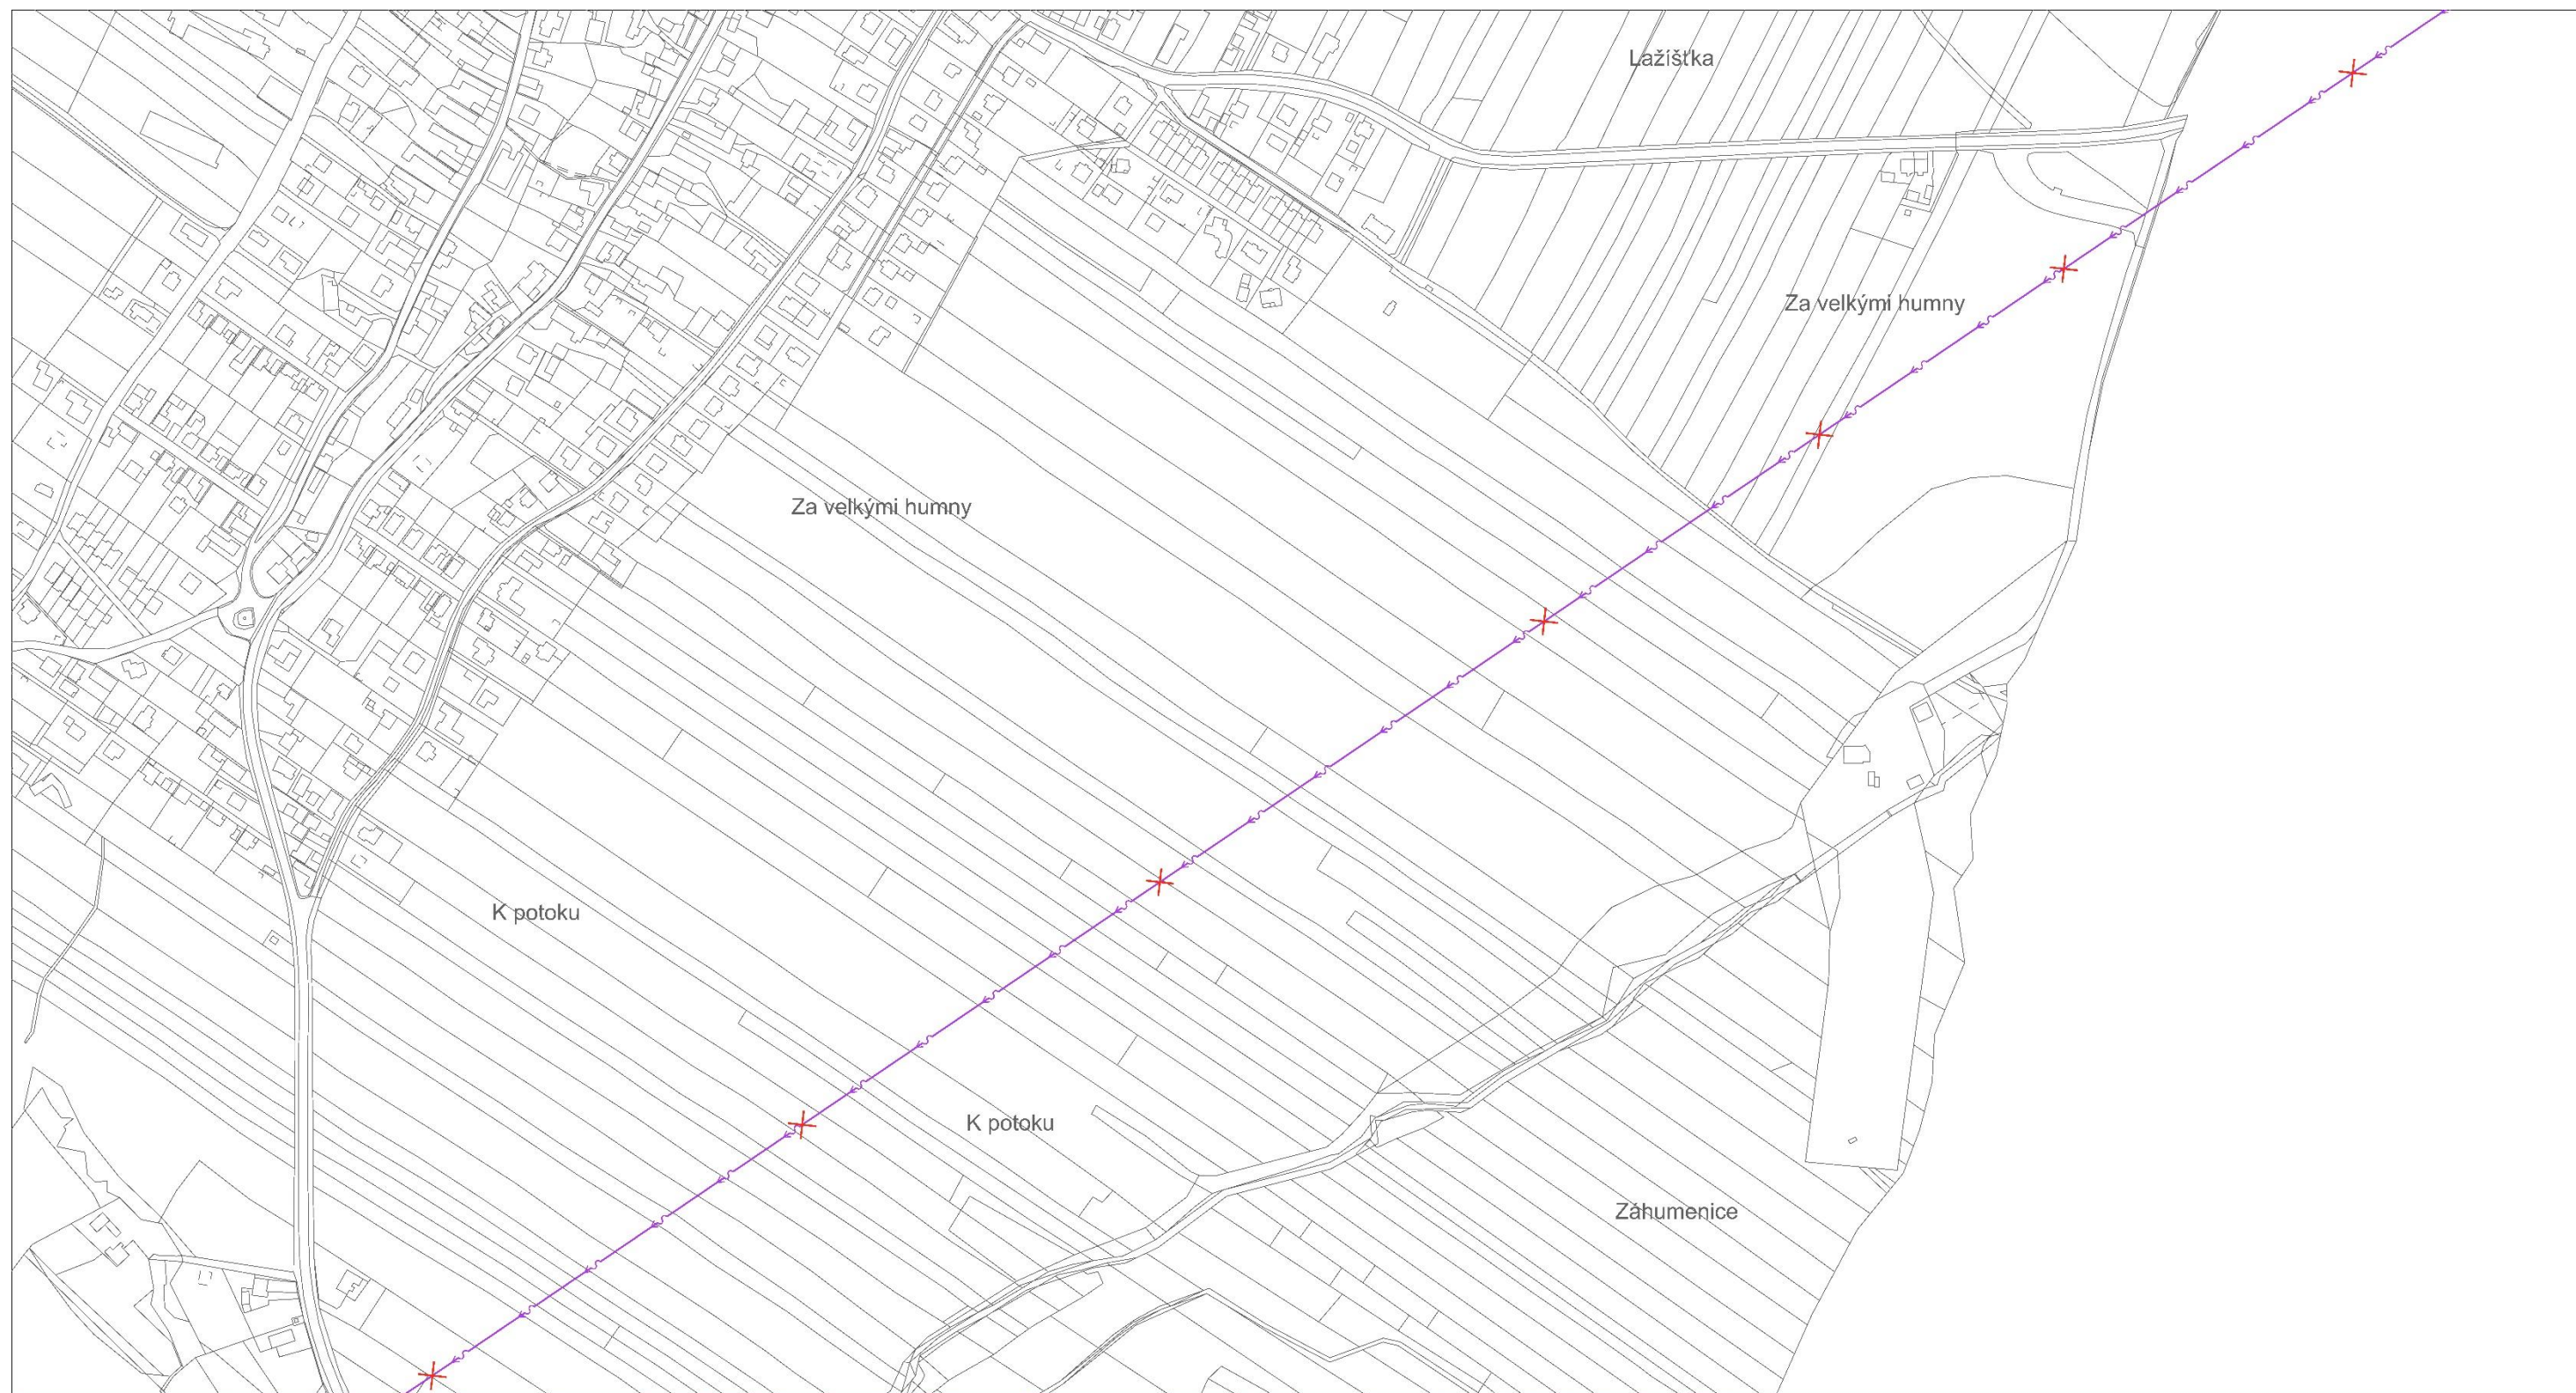 Lažíšťka
Za velkými humny
Za velkými humny
K potoku
K potoku
Záhumenice